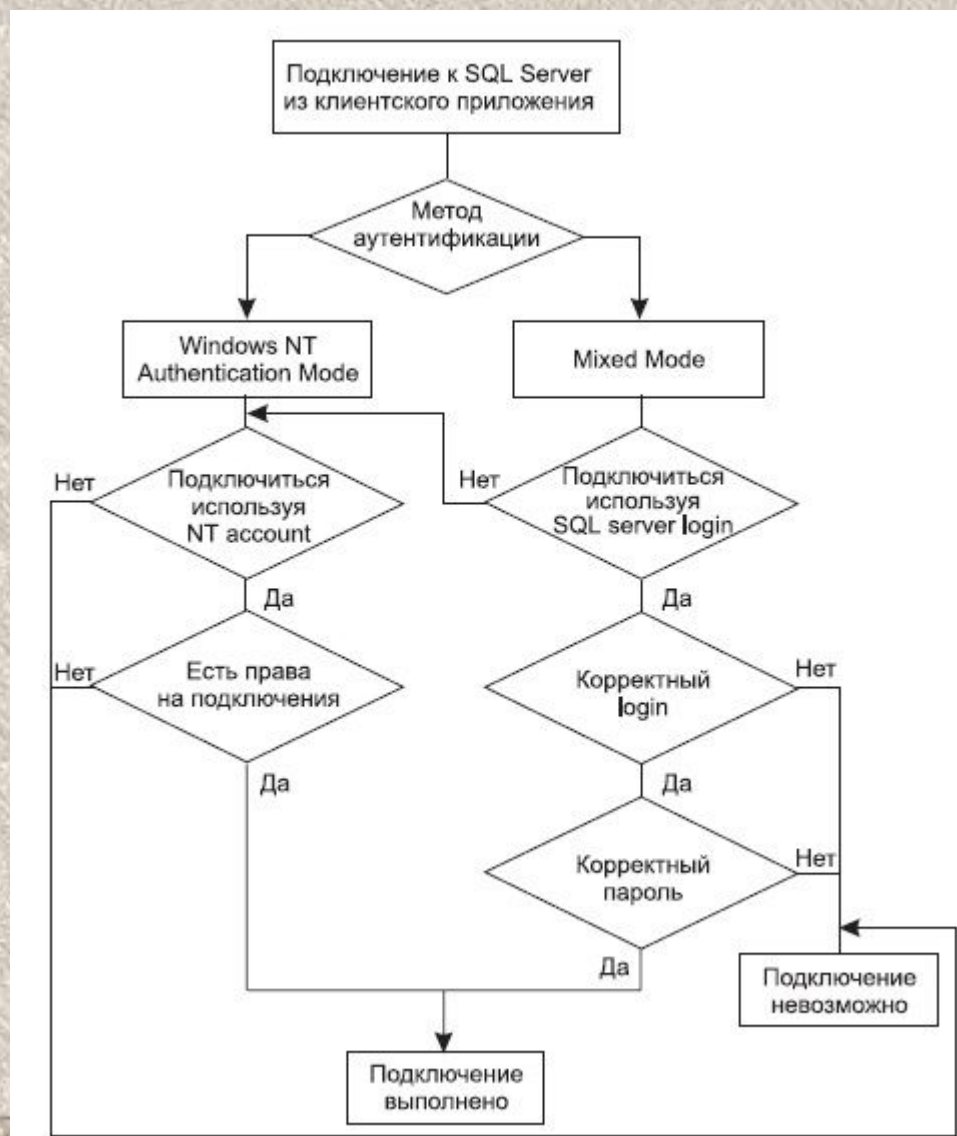 Подключение к SQL Server
из клиентского приложения
Метод
аутентификации
Windows NT
Authentication Mode
Mixed Mode
Нет
Подключиться
используя
NT account
Нет
Подключиться
используя
SQL server login
Да
Да
Нет
Есть права
на подключения
Корректный
login
Нет
Да
Да
Корректный
пароль
Нет
Да
Подключение
невозможно
Подключение
выполнено